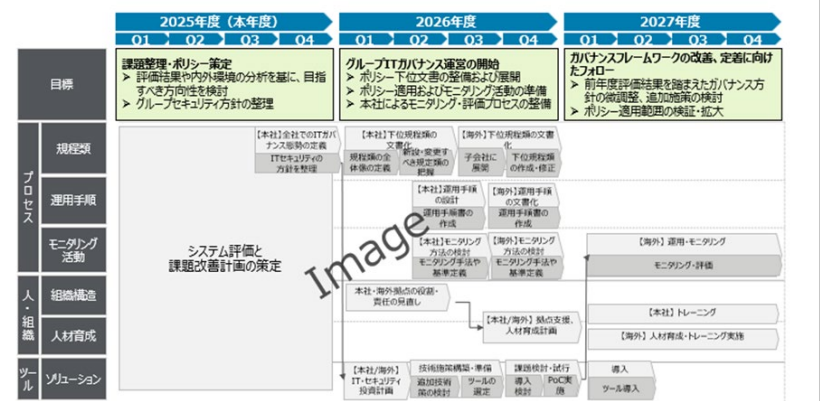 2025年度（本年度）
2026年度
2027年度
Q1 Q2 Q3 Q4 Q1 Q2 Q3 Q4 Q1 Q2 Q3 Q4
目標
課題整理・ポリシー策定
➢ 評価結果や内外環境の分析を基に、目指
すべき方向性を検討
➢ グループセキュリティ方針の整理
グループITガバナンス運営の開始
➢ ポリシー下位文書の整備および展開
➢ ポリシー適用およびモニタリング活動の準備
➢ 本社によるモニタリング・評価プロセスの整備
ガバナンスフレームワークの改善、定着に向け
たフォロー
➢ 前年度評価結果を踏まえたガバナンス方
針の微調整、追加施策の検討
➢ ポリシー適用範囲の検証・拡大
プロセス
規程類
【本社】全社でのITガバ
ナンス態勢の定義
ITセキュリティの
方針を整理
【本社】下位規程類の
文書化
規程類の全
体像の定義
新設・変更す
べき規定類の
把握
【海外】下位規程類の文書
化
子会社に
展開
下位規程類
の作成・修正
運用手順
【本社】運用手順
の設計
運用手順書の
作成
【海外】運用手順
の文書化
運用手順書の
作成
モニタリング
活動
【本社】モニタリング
方法の検討
モニタリング手法や
基準定義
【海外】モニタリング
方法の検討
モニタリング手法や
基準定義
【海外】運用・モニタリング
モニタリング・評価
システム評価と
課題改善計画の策定
Image
人・組織
組織構造
本社・海外拠点の役割・
責任の見直し
【本社/海外】拠点支援、
人材育成計画
人材育成
【本社】トレーニング
【海外】人材育成・トレーニング実施
ツール
ソリューション
【本社/海外】
IT・セキュリティ
投資計画
技術施策構築・準備
追加技術
策の検討
ツールの
選定
課題検討・試行
導入
検討
PoC実
施
導入
ツール導入